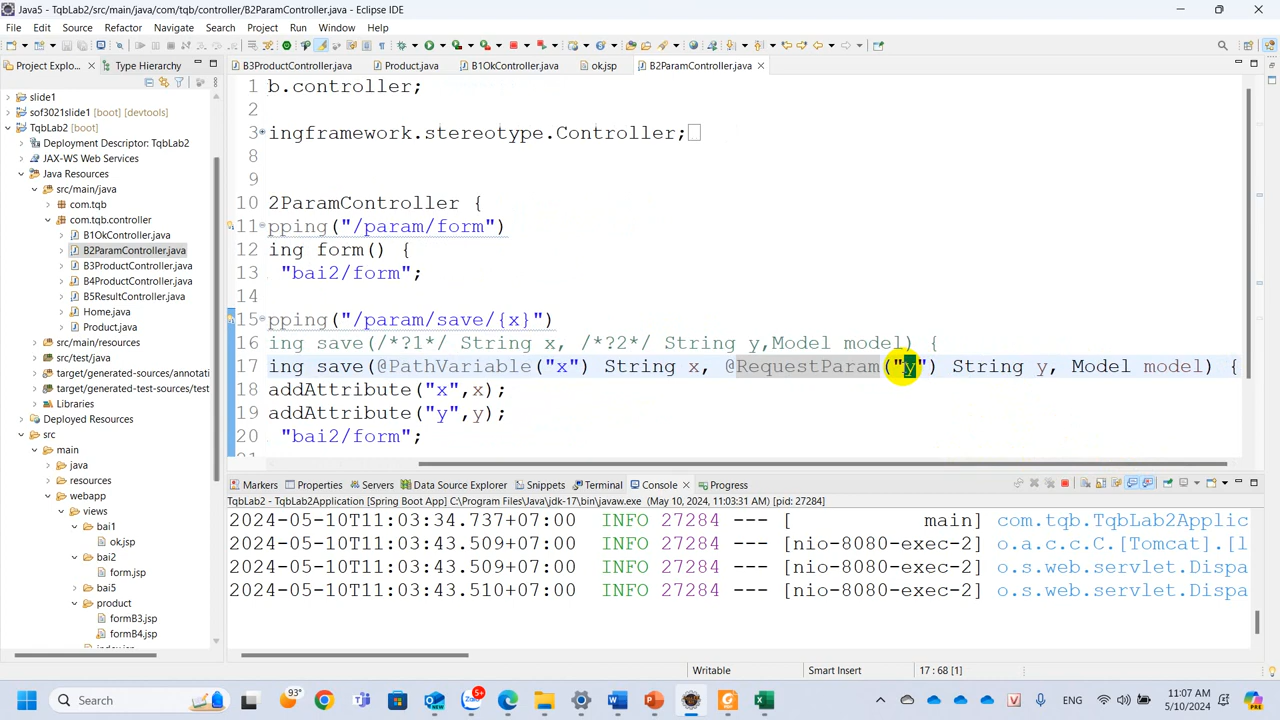 Java5 - TqbLab2/src/main/java/com/tqb/controller/B2ParamController.java - Eclipse IDE
File Edit Source Refactor Navigate Search Project Run Window Help
Project Explo... Type Hierarchy
B3ProductController.java Product.java B1OkController.java ok.jsp B2ParamController.java
slide1
sof3021slide1 [boot] [devtools]
TqbLab2 [boot]
Deployment Descriptor: TqbLab2
JAX-WS Web Services
Java Resources
src/main/java
com.tqb
com.tqb.controller
B1OkController.java
B2ParamController.java
B3ProductController.java
B4ProductController.java
B5ResultController.java
Home.java
Product.java
src/main/resources
src/test/java
target/generated-sources/annotati
target/generated-test-sources/test
Libraries
Deployed Resources
src
main
java
resources
webapp
views
bai1
ok.jsp
bai2
form.jsp
bai5
product
formB3.jsp
formB4.jsp
1 b.controller;
2
3 ingframework.stereotype.Controller;
8
9
10 2ParamController {
11 pping("/param/form")
12 ing form() {
13 "bai2/form";
14
15 pping("/param/save/{x}")
16 ing save(/*?1*/ String x, /*?2*/ String y,Model model) {
17 ing save(@PathVariable("x") String x, @RequestParam("y") String y, Model model) {
18 addAttribute("x",x);
19 addAttribute("y",y);
20 "bai2/form";
Markers Properties Servers Data Source Explorer Snippets Terminal Console Progress
TqbLab2 - TqbLab2Application [Spring Boot App] C:\Program Files\Java\jdk-17\bin\javaw.exe (May 10, 2024, 11:03:31 AM) [pid: 27284]
2024-05-10T11:03:34.737+07:00 INFO 27284 --- [ main] com.tqb.TqbLab2Applic
2024-05-10T11:03:43.509+07:00 INFO 27284 --- [nio-8080-exec-2] o.a.c.c.C.[Tomcat].[l
2024-05-10T11:03:43.509+07:00 INFO 27284 --- [nio-8080-exec-2] o.s.web.servlet.Dispa
2024-05-10T11:03:43.510+07:00 INFO 27284 --- [nio-8080-exec-2] o.s.web.servlet.Dispa
Writable Smart Insert 17 : 68 [1]
Search 93° 5+ ENG 11:07 AM
5/10/2024